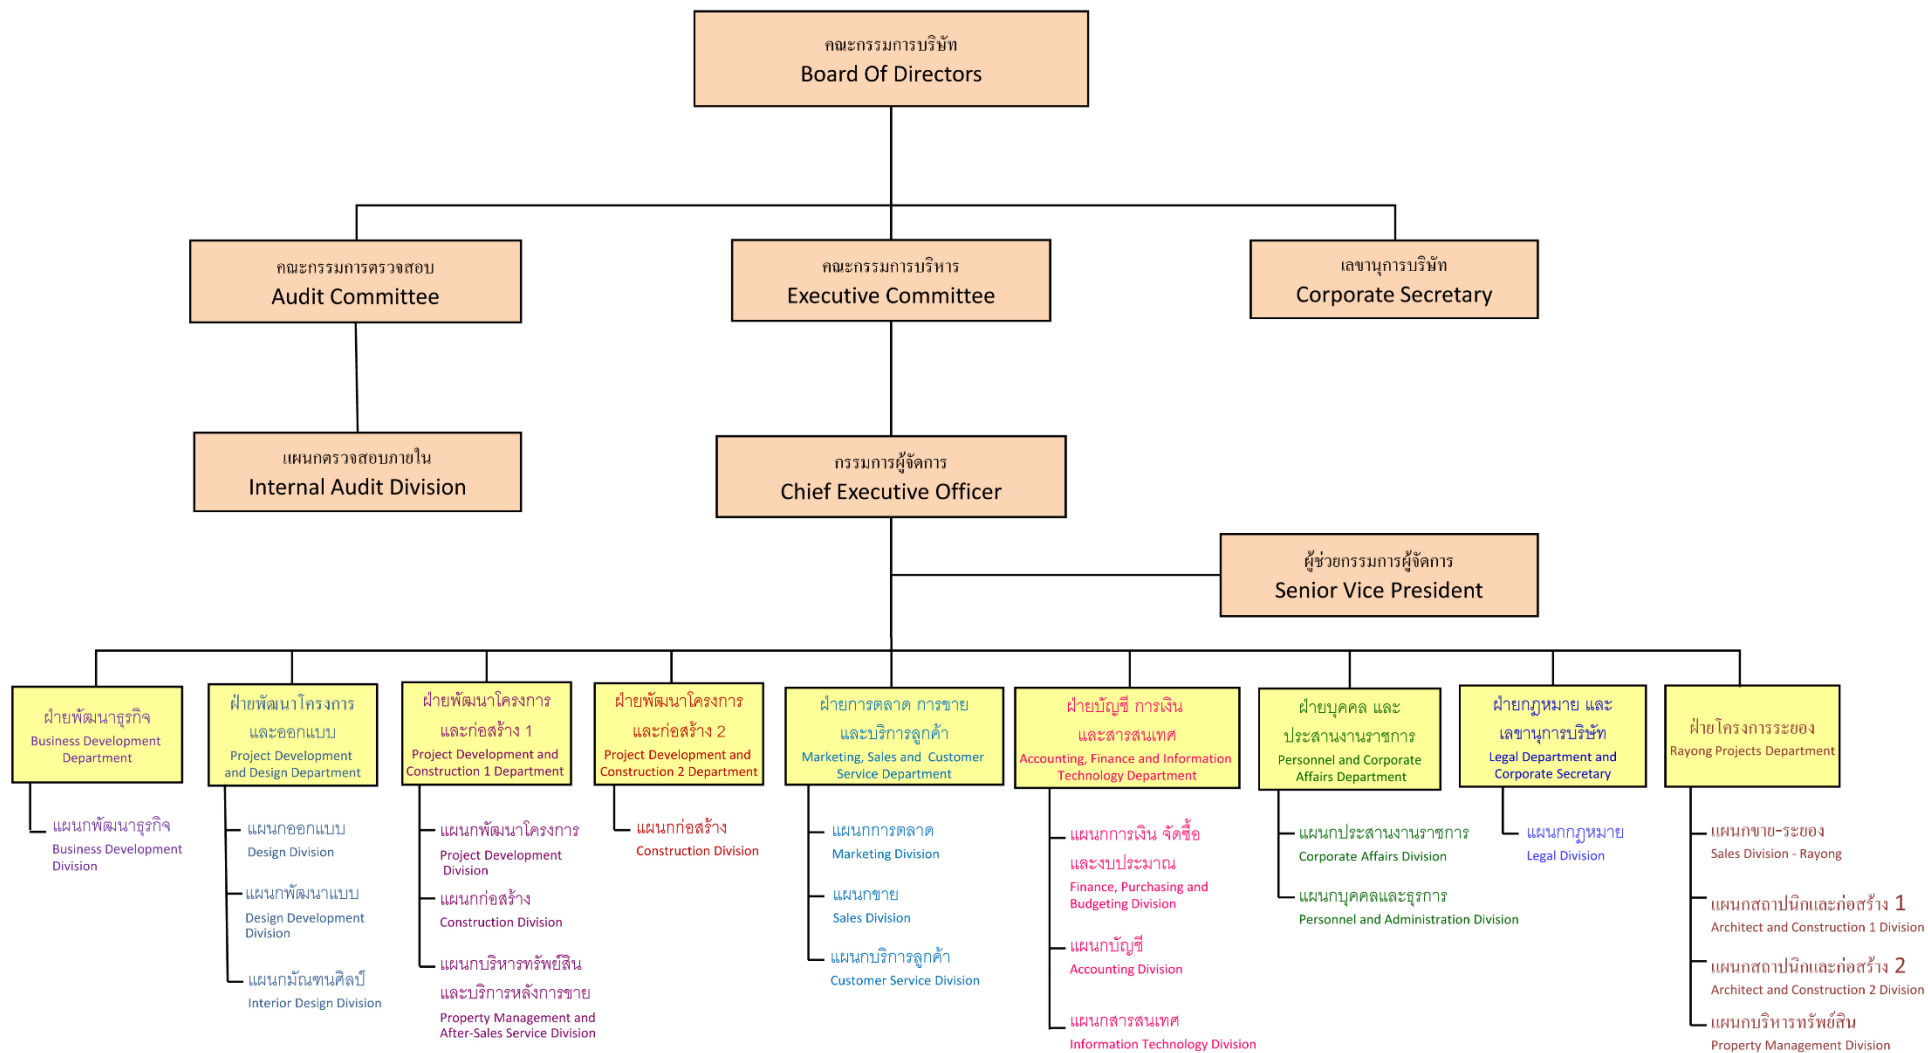 คณะกรรมการบริษัท
Board Of Directors
คณะกรรมการตรวจสอบ
Audit Committee
คณะกรรมการบริหาร
Executive Committee
เลขานุการบริษัท
Corporate Secretary
แผนกตรวจสอบภายใน
Internal Audit Division
กรรมการผู้จัดการ
Chief Executive Officer
ผู้ช่วยกรรมการผู้จัดการ
Senior Vice President
ฝ่ายพัฒนาธุรกิจ
Business Development
Department
แผนกพัฒนาธุรกิจ
Business Development
Division
ฝ่ายพัฒนาโครงการ
และออกแบบ
Project Development
and Design Department
แผนกออกแบบ
Design Division
แผนกพัฒนาแบบ
Design Development
Division
แผนกมัณฑนศิลป์
Interior Design Division
ฝ่ายพัฒนาโครงการ
และก่อสร้าง 1
Project Development and
Construction 1 Department
แผนกพัฒนาโครงการ
Project Development
Division
แผนกก่อสร้าง
Construction Division
แผนกบริหารทรัพย์สิน
และบริการหลังการขาย
Property Management and
After-Sales Service Division
ฝ่ายพัฒนาโครงการ
และก่อสร้าง 2
Project Development and
Construction 2 Department
แผนกก่อสร้าง
Construction Division
ฝ่ายการตลาด การขาย
และบริการลูกค้า
Marketing, Sales and Customer
Service Department
แผนกการตลาด
Marketing Division
แผนกขาย
Sales Division
แผนกบริการลูกค้า
Customer Service Division
ฝ่ายบัญชี การเงิน
และสารสนเทศ
Accounting, Finance and Information
Technology Department
แผนกการเงิน จัดซื้อ
และงบประมาณ
Finance, Purchasing and
Budgeting Division
แผนกบัญชี
Accounting Division
แผนกสารสนเทศ
Information Technology Division
ฝ่ายบุคคล และ
ประสานงานราชการ
Personnel and Corporate
Affairs Department
แผนกประสานงานราชการ
Corporate Affairs Division
แผนกบุคคลและธุรการ
Personnel and Administration Division
ฝ่ายกฎหมาย และ
เลขานุการบริษัท
Legal Department and
Corporate Secretary
แผนกกฎหมาย
Legal Division
ฝ่ายโครงการระยอง
Rayong Projects Department
แผนกขาย-ระยอง
Sales Division - Rayong
แผนกสถาปนิกและก่อสร้าง 1
Architect and Construction 1 Division
แผนกสถาปนิกและก่อสร้าง 2
Architect and Construction 2 Division
แผนกบริหารทรัพย์สิน
Property Management Division